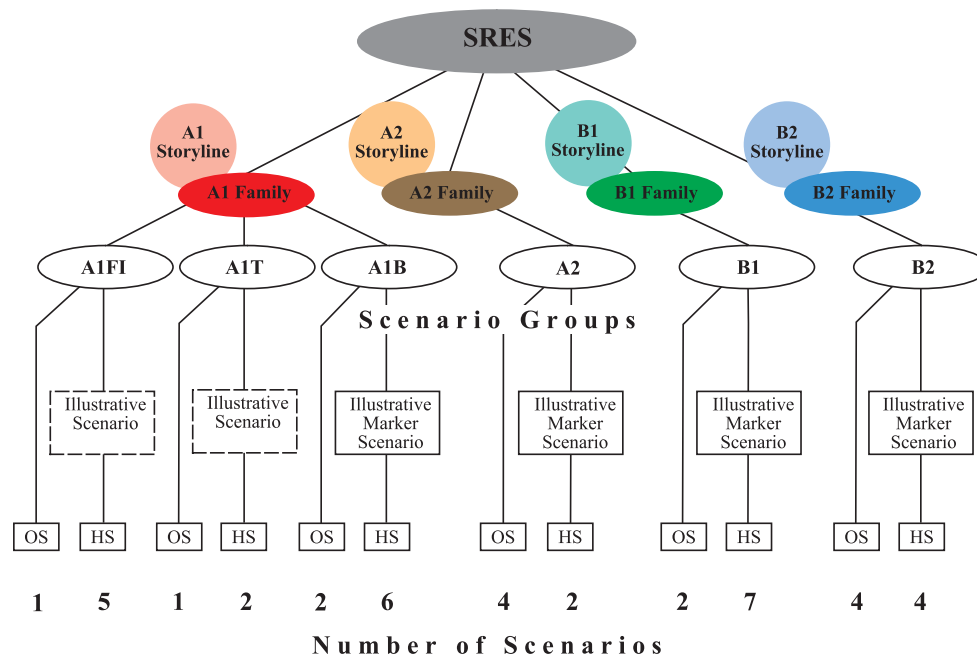 SRES
A1
Storyline
A2
Storyline
B1
Storyline
B2
Storyline
A1 Family
A2 Family
B1 Family
B2 Family
A1FI
A1T
A1B
A2
B1
B2
Scenario Groups
Illustrative
Scenario
Illustrative
Scenario
Illustrative
Marker
Scenario
Illustrative
Marker
Scenario
Illustrative
Marker
Scenario
Illustrative
Marker
Scenario
OS HS OS HS OS HS OS HS OS HS OS HS
1 5 1 2 2 6 4 2 2 7 4 4
Number of Scenarios